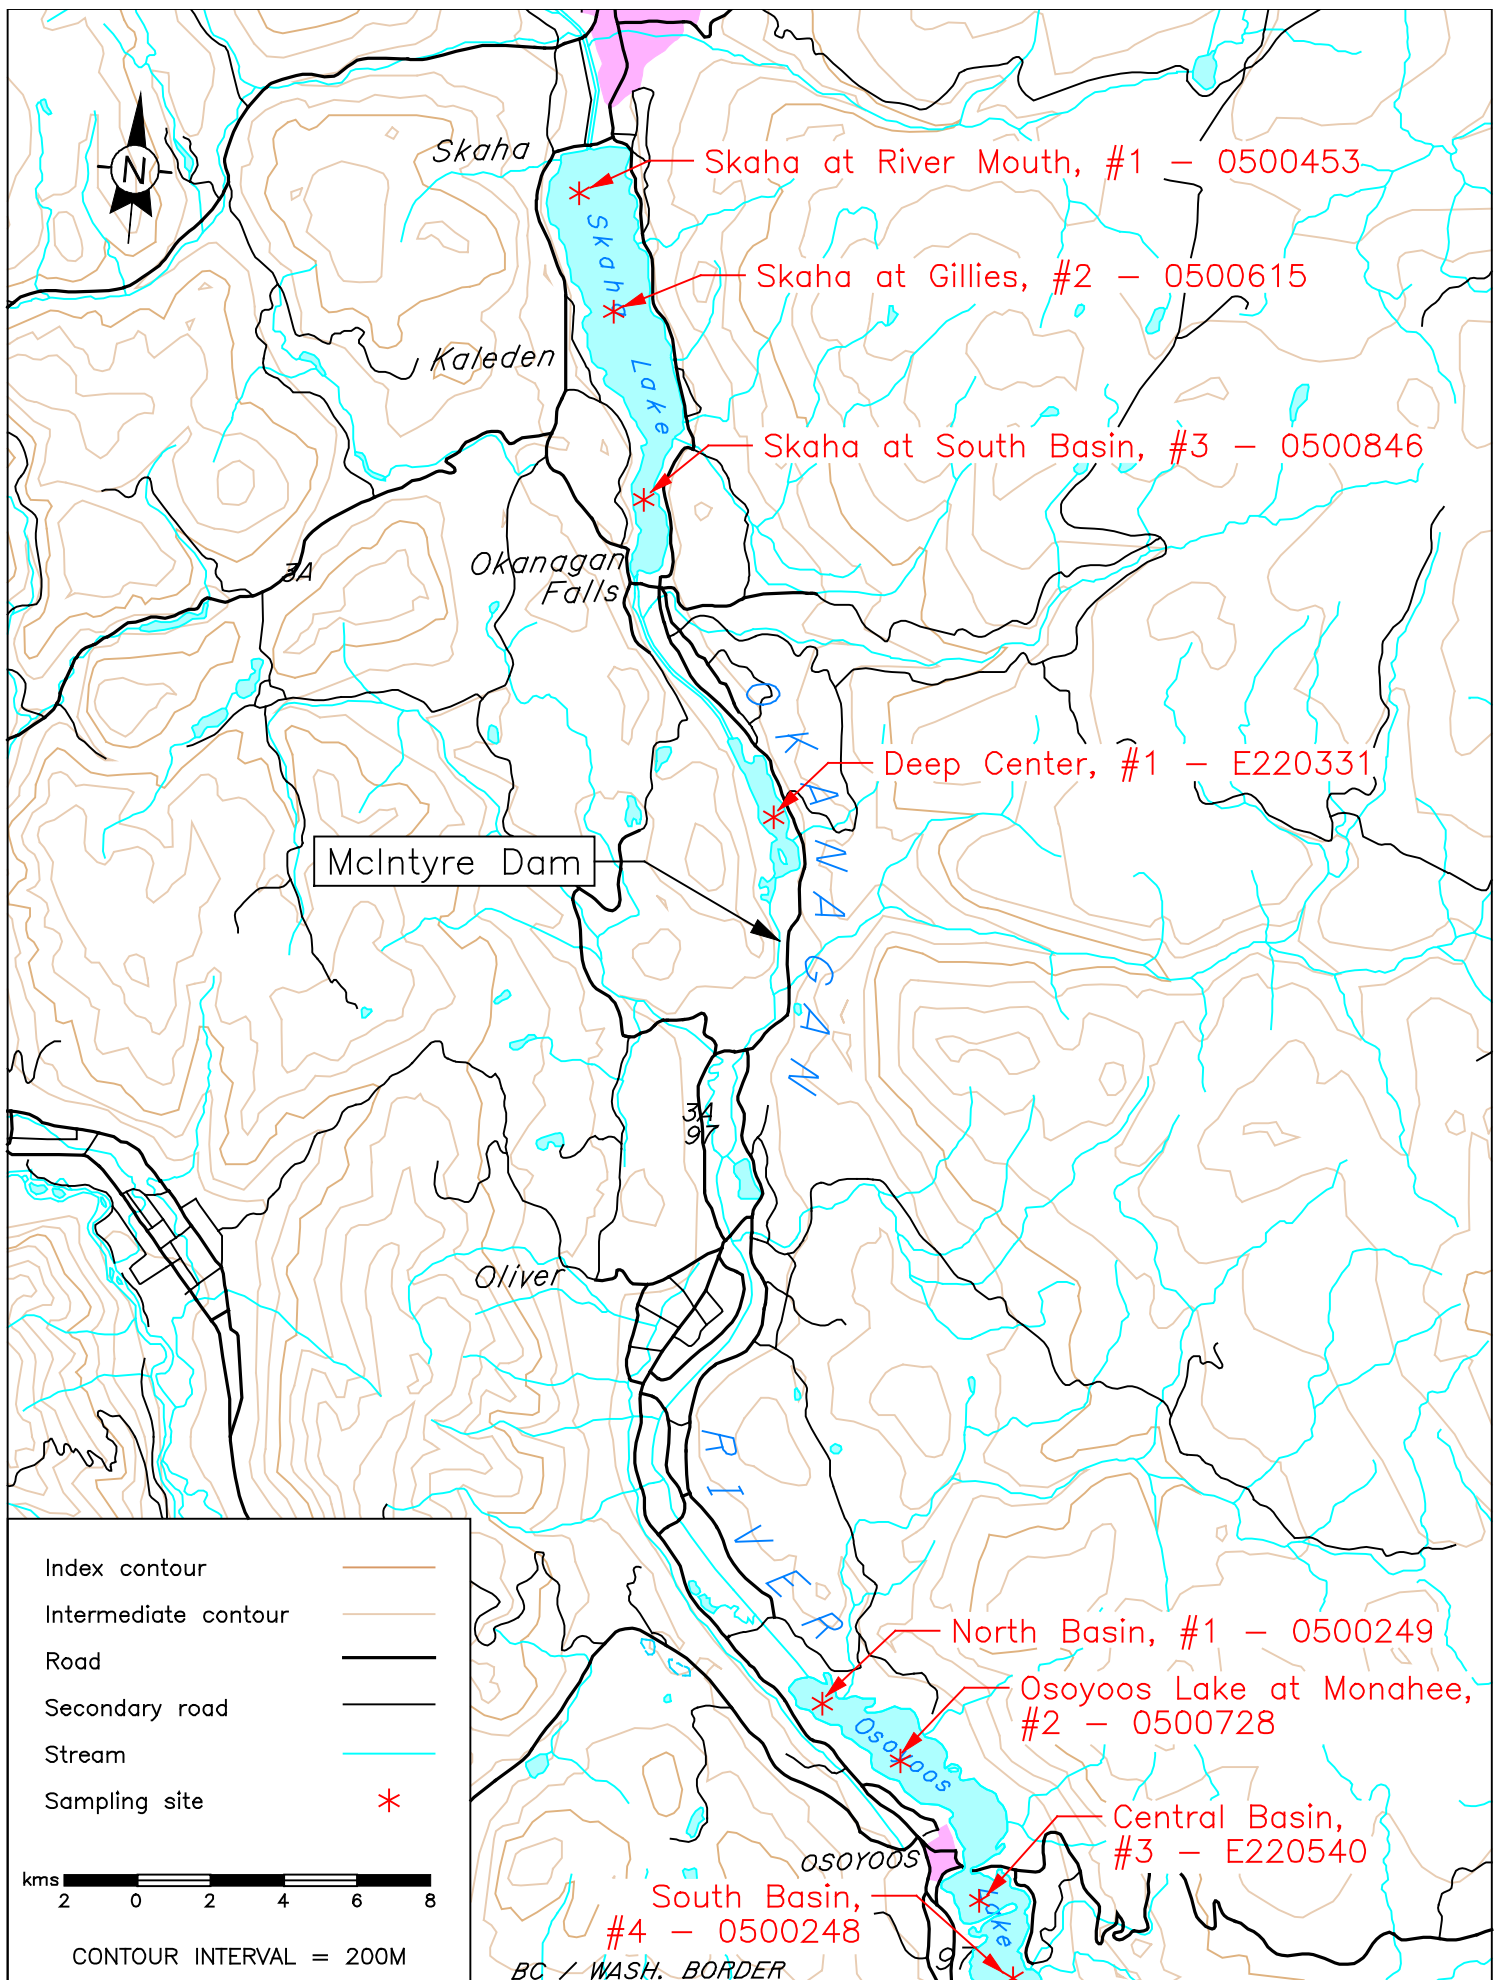 N
Skaha
Skaha at River Mouth, #1 - 0500453
Skaha Lake
Skaha at Gillies, #2 - 0500615
Kaleden
Skaha at South Basin, #3 - 0500846
Okanagan
Falls
3A
OKANAGAN
Deep Center, #1 - E220331
McIntyre Dam
3A
97
Oliver
RIVER
Index contour
Intermediate contour
Road
Secondary road
Stream
Sampling site
kms
2 0 2 4 6 8
CONTOUR INTERVAL = 200M
North Basin, #1 - 0500249
Osoyoos Lake at Monahee,
#2 - 0500728
Osoyoos
Central Basin,
#3 - E220540
OSOYOOS
South Basin,
#4 - 0500248
Lake
97
BC / WASH. BORDER